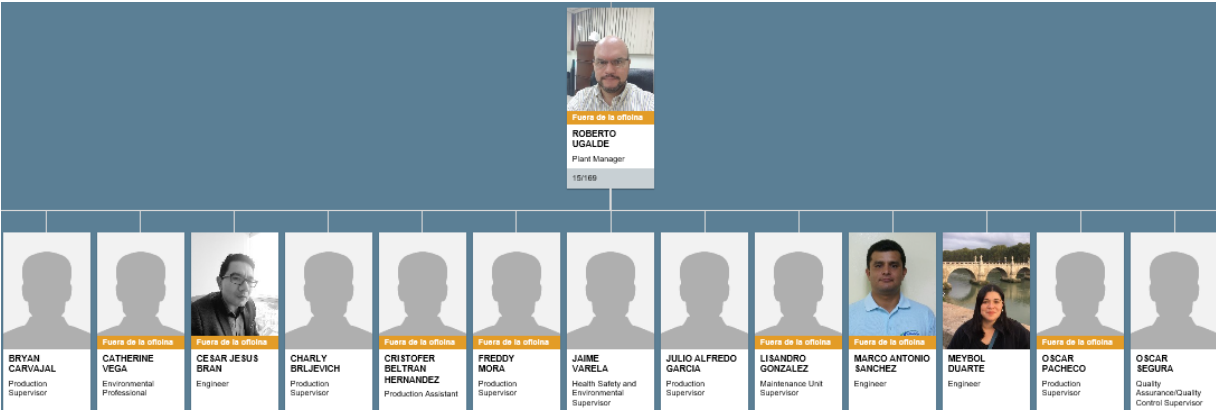 Fuera de la oficina
ROBERTO
UGALDE
Plant Manager
15/169
BRYAN
CARVAJAL
Production
Supervisor
Fuera de la oficina
CATHERINE
VEGA
Environmental
Professional
Fuera de la oficina
CESAR JESUS
BRAN
Engineer
CHARLY
BRLJEVICH
Production
Supervisor
Fuera de la oficina
CRISTOFER
BELTRAN
HERNANDEZ
Production Assistant
Fuera de la oficina
FREDDY
MORA
Production
Supervisor
JAIME
VARELA
Health Safety and
Environmental
Supervisor
JULIO ALFREDO
GARCIA
Production
Supervisor
Fuera de la oficina
LISANDRO
GONZALEZ
Maintenance Unit
Supervisor
Fuera de la oficina
MARCO ANTONIO
SANCHEZ
Engineer
MEYBOL
DUARTE
Engineer
Fuera de la oficina
OSCAR
PACHECO
Production
Supervisor
OSCAR
SEGURA
Quality
Assurance/Quality
Control Supervisor